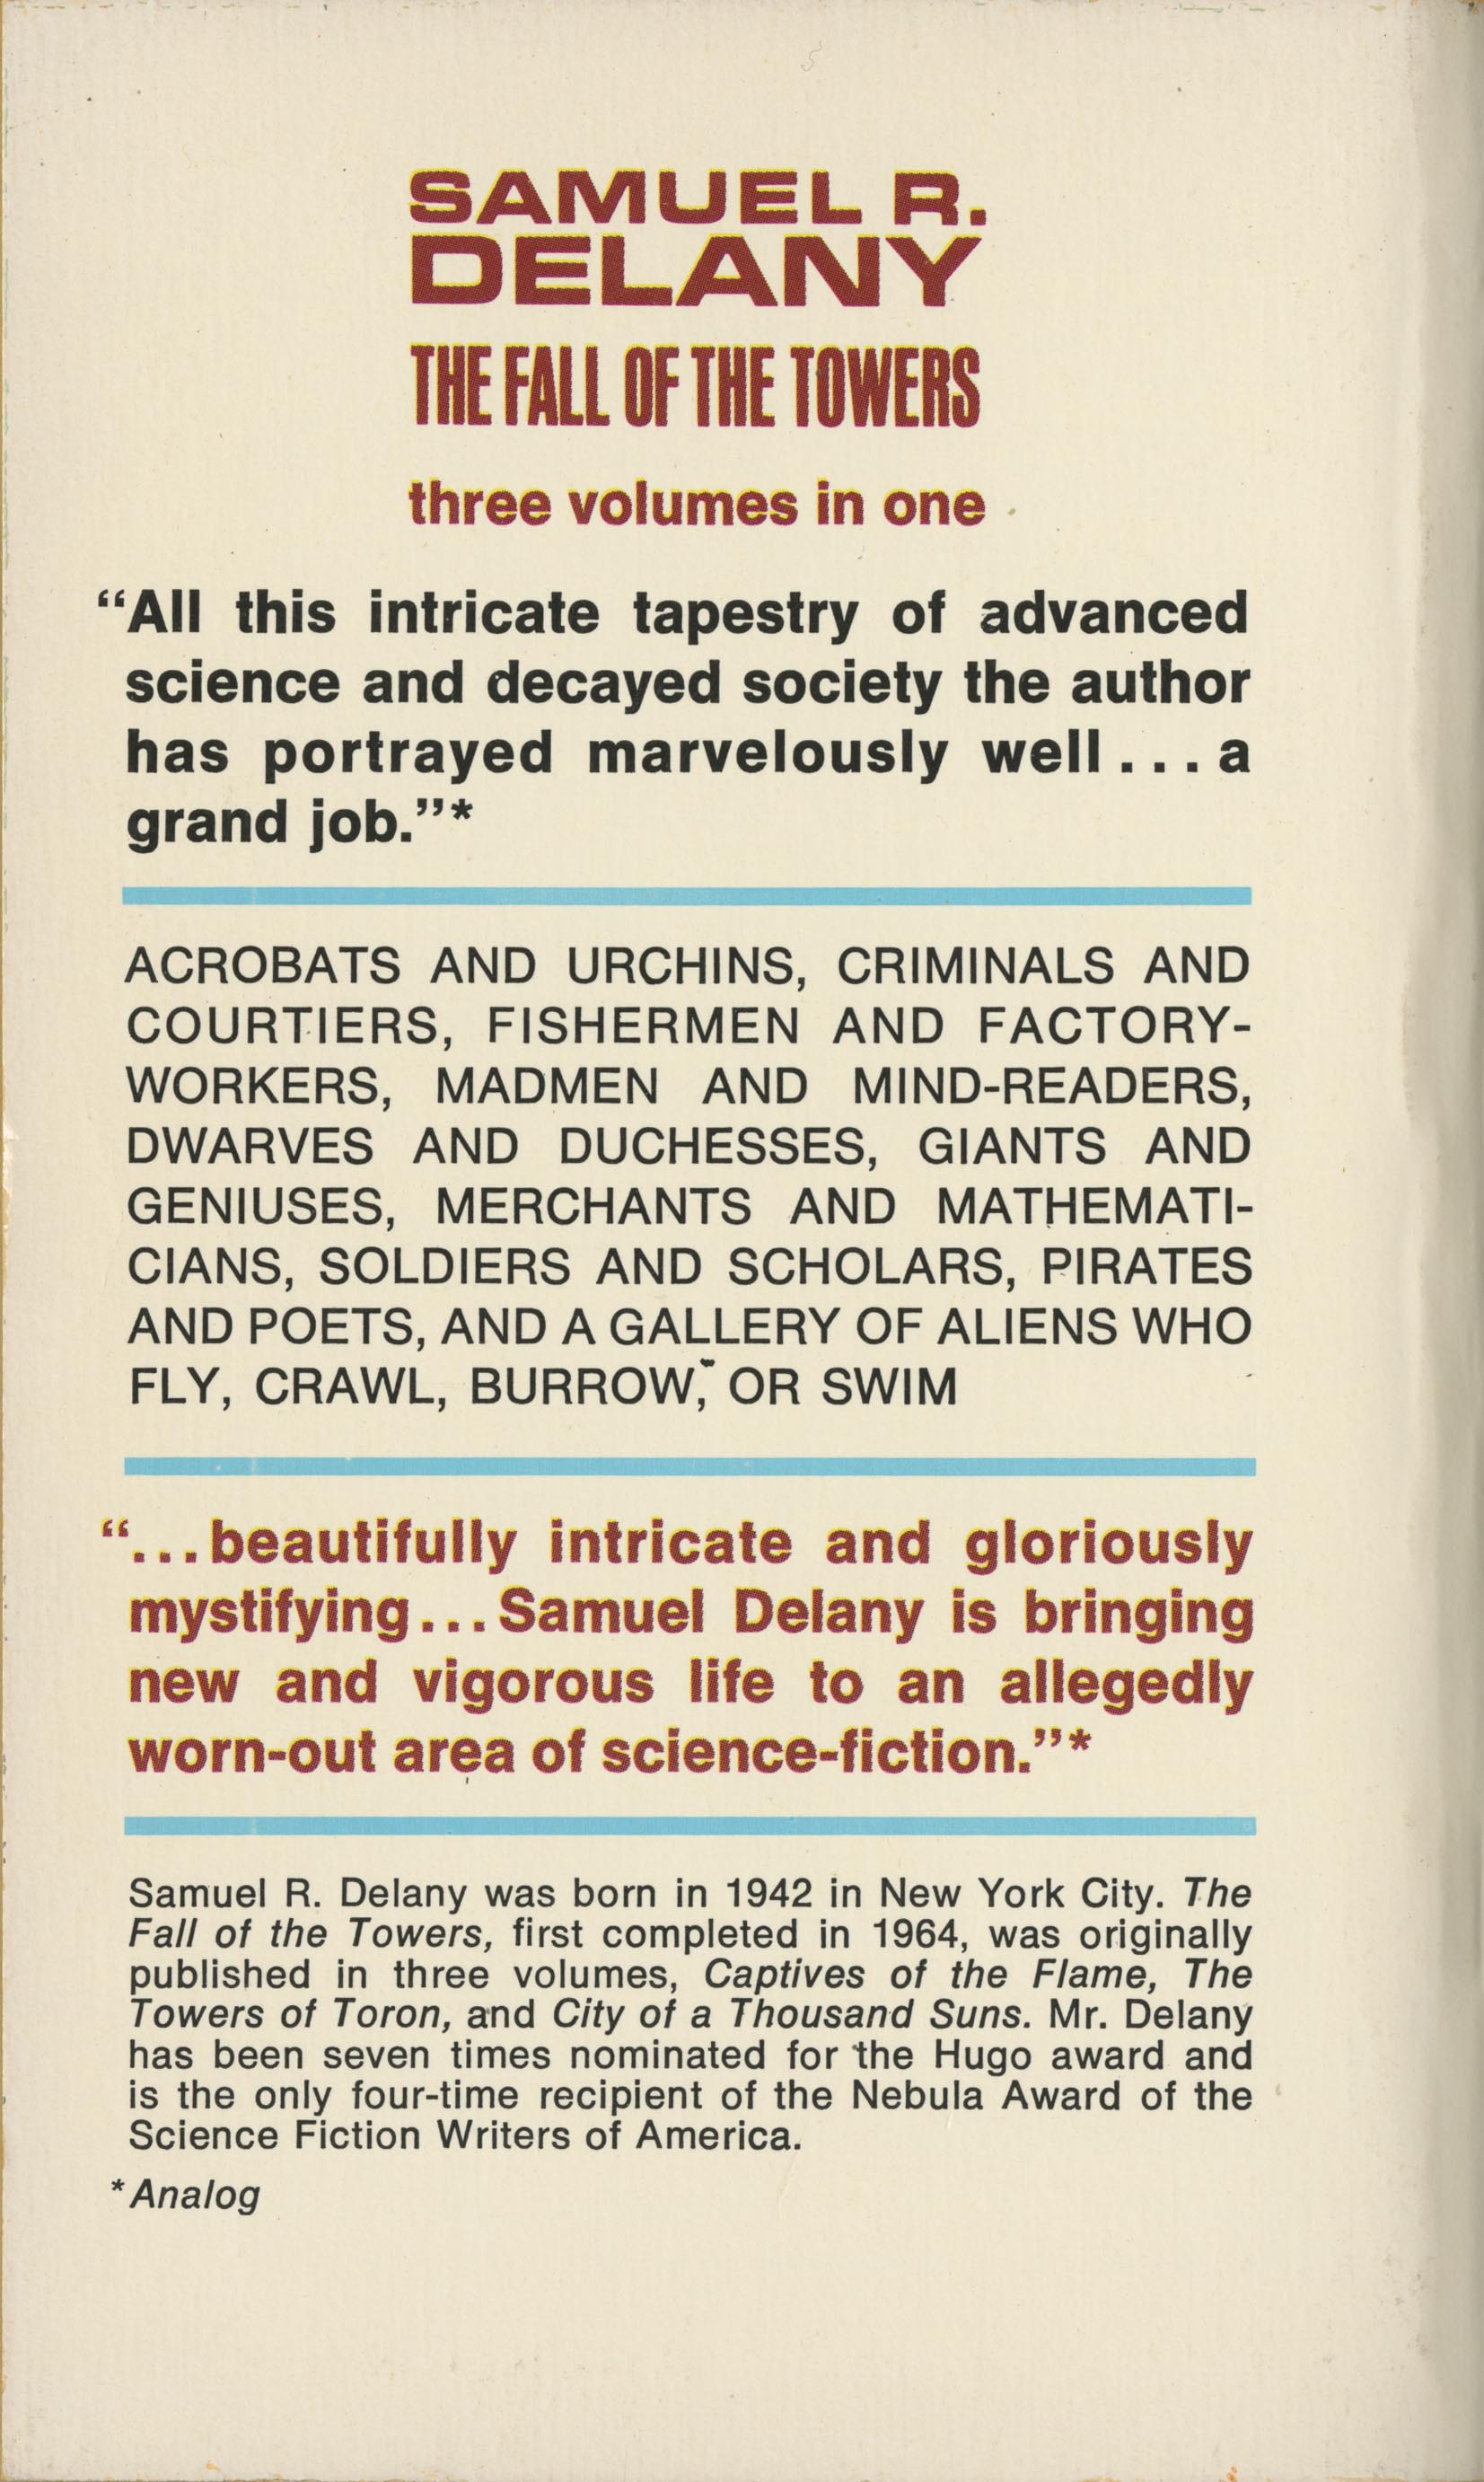 SAMUEL R.
DELANY
THE FALL OF THE TOWERS
three volumes in one
“All this intricate tapestry of advanced
science and decayed society the author
has portrayed marvelously well...a
grand job.”*
ACROBATS AND URCHINS, CRIMINALS AND
COURTIERS, FISHERMEN AND FACTORY-
WORKERS, MADMEN AND MIND-READERS,
DWARVES AND DUCHESSES, GIANTS AND
GENIUSES, MERCHANTS AND MATHEMATI-
CIANS, SOLDIERS AND SCHOLARS, PIRATES
AND POETS, AND A GALLERY OF ALIENS WHO
FLY, CRAWL, BURROW, OR SWIM
“...beautifully intricate and gloriously
mystifying...Samuel Delany is bringing
new and vigorous life to an allegedly
worn-out area of science-fiction.”*
Samuel R. Delany was born in 1942 in New York City. The
Fall of the Towers, first completed in 1964, was originally
published in three volumes, Captives of the Flame, The
Towers of Toron, and City of a Thousand Suns. Mr. Delany
has been seven times nominated for the Hugo award and
is the only four-time recipient of the Nebula Award of the
Science Fiction Writers of America.
*Analog